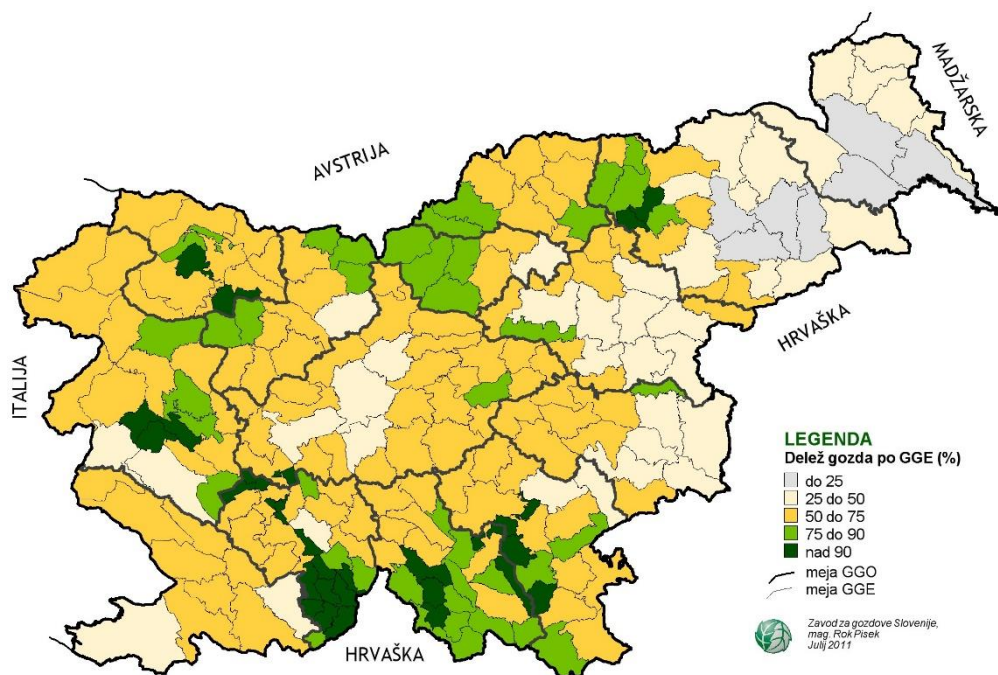 MADŽARSKA
AVSTRIJA
HRVAŠKA
ITALIJA
LEGENDA
Delež gozda po GGE (%)
do 25
25 do 50
50 do 75
75 do 90
nad 90
meja GGO
meja GGE
Zavod za gozdove Slovenije,
mag. Rok Pisek
Julij 2011
HRVAŠKA